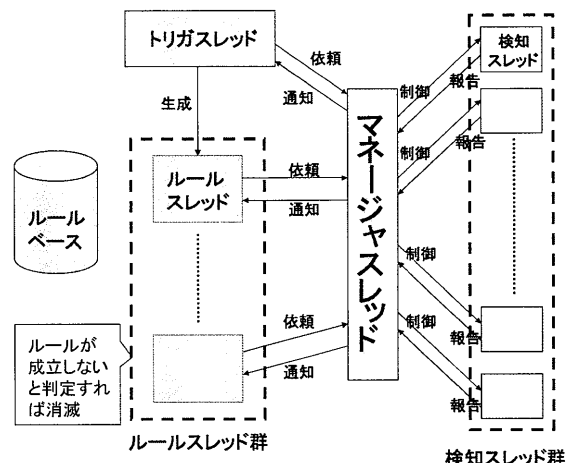 トリガスレッド
依頼
通知
生成
ルール
スレッド
依頼
通知
ルール
ベース
依頼
通知
ルールが
成立しない
と判定すれ
ば消滅
ルールスレッド群
マネージャスレッド
制御
報告
制御
報告
制御
報告
制御
報告
検知
スレッド
検知スレッド群